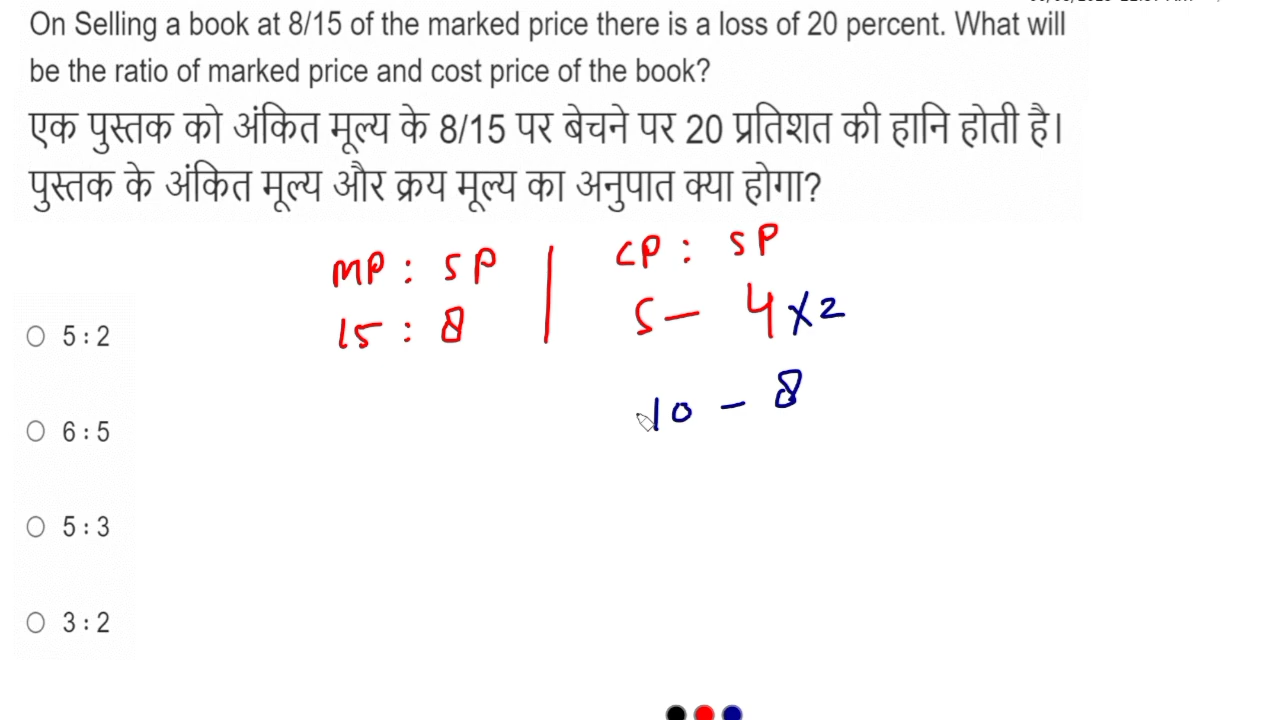 On Selling a book at 8/15 of the marked price there is a loss of 20 percent. What will
be the ratio of marked price and cost price of the book?
एक पुस्तक को अंकित मूल्य के 8/15 पर बेचने पर 20 प्रतिशत की हानि होती है।
पुस्तक के अंकित मूल्य और क्रय मूल्य का अनुपात क्या होगा?
MP : SP | CP : SP
15 : 8 | 5 — 4 x2
10 — 8
5 : 2
6 : 5
5 : 3
3 : 2